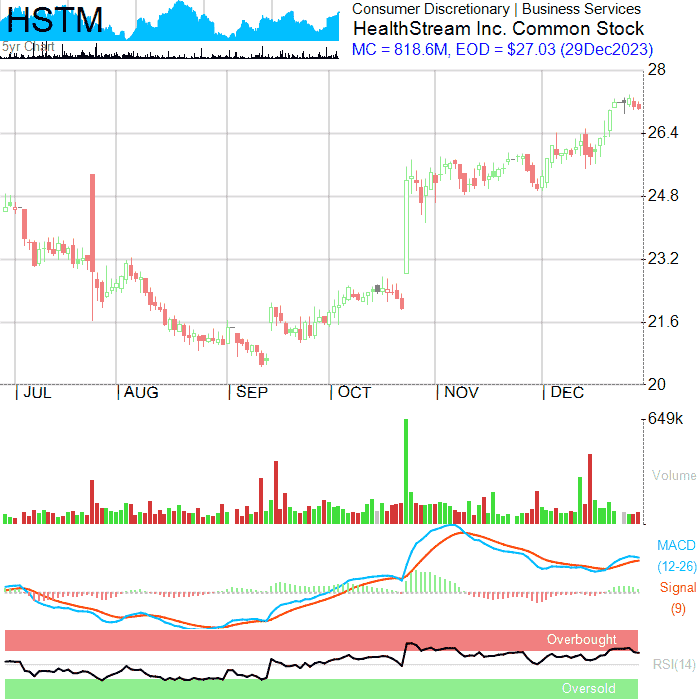 HSTM
5yr Chart
Consumer Discretionary | Business Services
HealthStream Inc. Common Stock
MC = 818.6M, EOD = $27.03 (29Dec2023)
28
26.4
24.8
23.2
21.6
20
JUL AUG SEP OCT NOV DEC
649k
Volume
MACD
(12-26)
Signal
(9)
Overbought
RSI(14)
Oversold